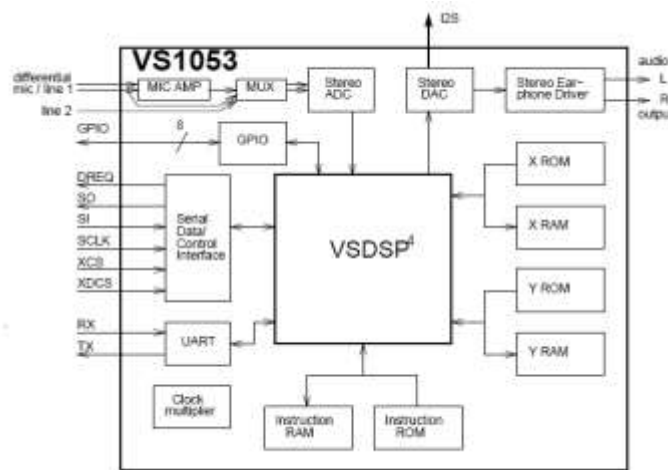 I2S
VS1053
differential
mic / line 1
MIC AMP
MUX
Stereo
ADC
Stereo
DAC
Stereo Ear-
phone Driver
audio
L
R
output
line 2
GPIO
8
GPIO
X ROM
DREQ
SO
SI
SCLK
XCS
XDCS
Serial
Data/
Control
Interface
VSDSP4
X RAM
Y ROM
RX
TX
UART
Y RAM
Clock
multiplier
Instruction
RAM
Instruction
ROM